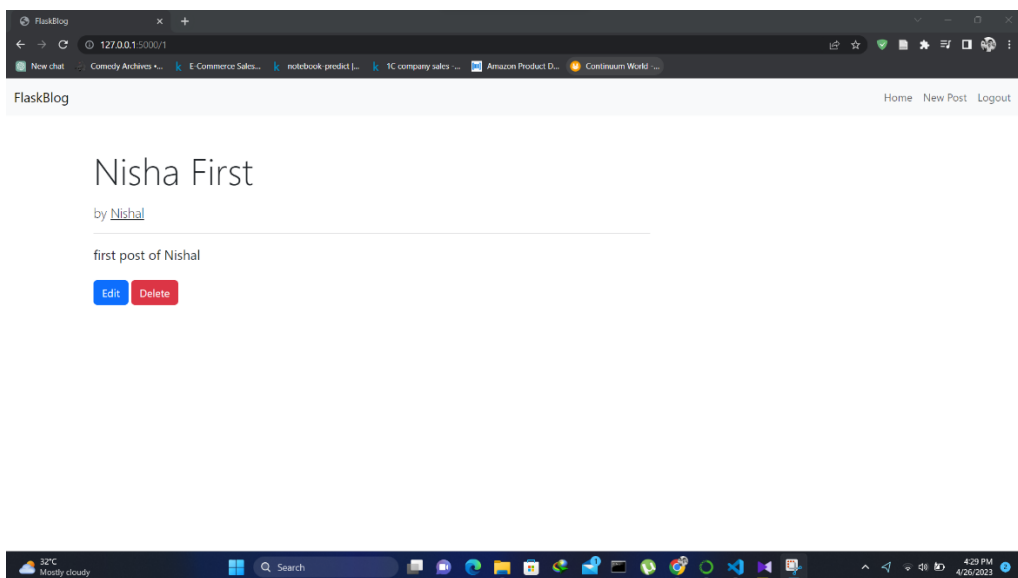 FlaskBlog
127.0.0.1:5000/1
New chat Comedy Archives •... E-Commerce Sales... notebook-predict |... 1C company sales -... Amazon Product D... Continuum World -...
FlaskBlog Home New Post Logout
Nisha First
by Nishal
first post of Nishal
Edit Delete
32°C
Mostly cloudy
Search
4:29 PM
4/26/2023
2